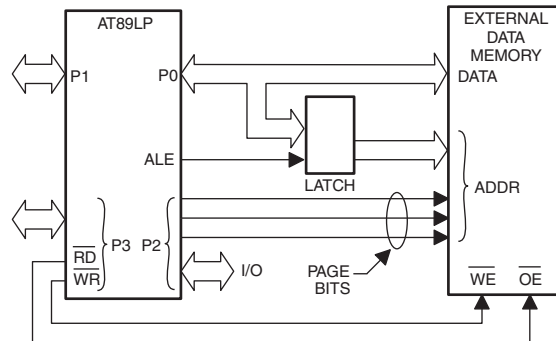 AT89LP
EXTERNAL
DATA
MEMORY
P1
P0
DATA
ALE
LATCH
ADDR
P3
P2
RD
WR
I/O
PAGE
BITS
WE
OE